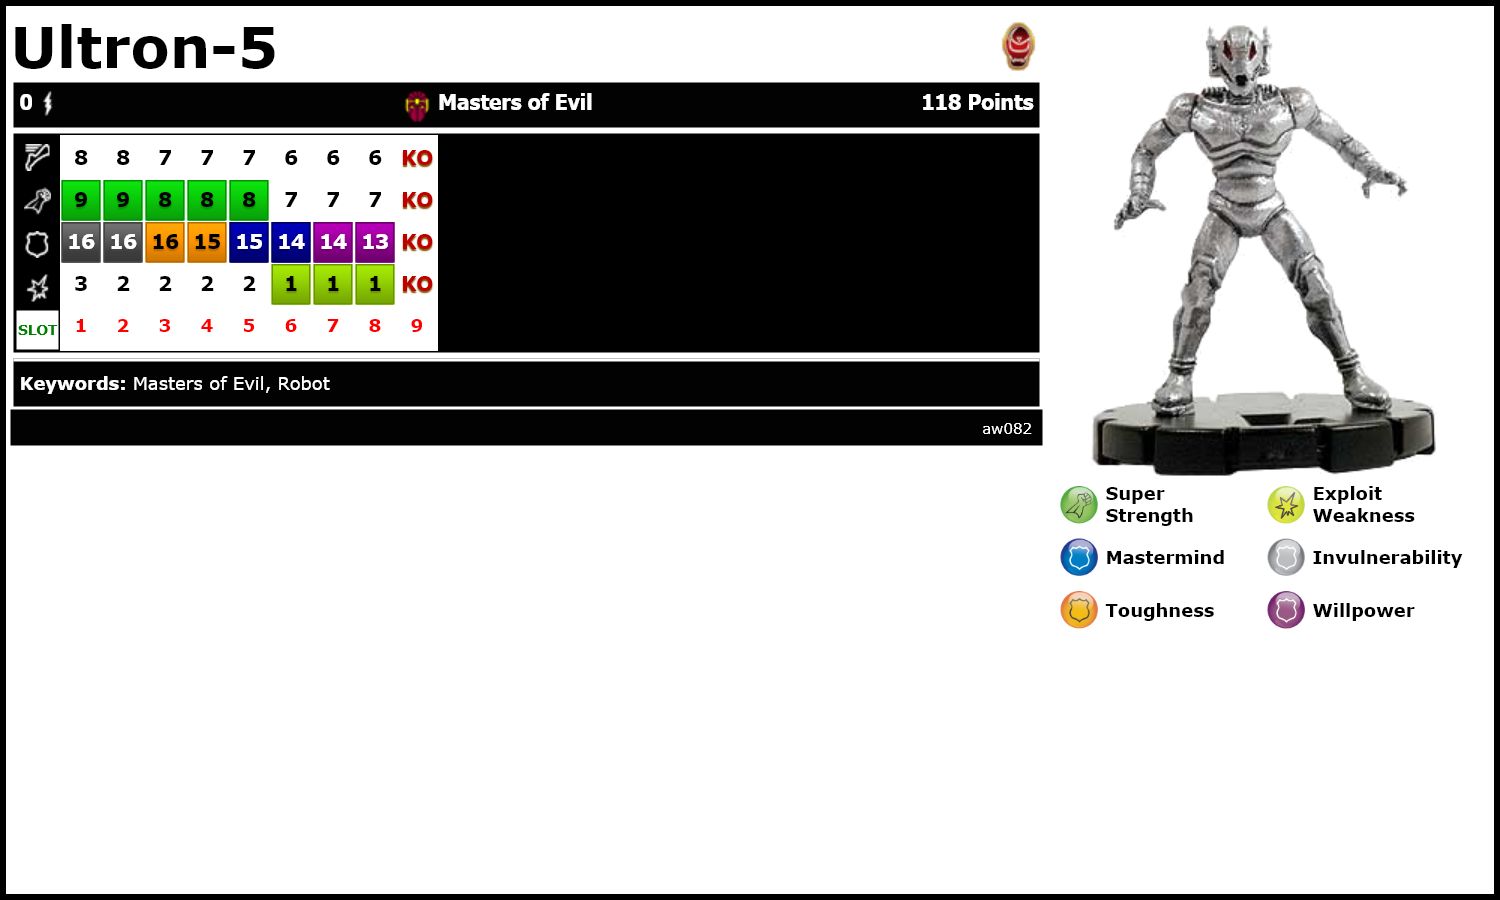 Ultron-5
0 Masters of Evil 118 Points
8 8 7 7 7 6 6 6 KO
9 9 8 8 8 7 7 7 KO
16 16 16 15 15 14 14 13 KO
3 2 2 2 2 1 1 1 KO
SLOT 1 2 3 4 5 6 7 8 9
Keywords: Masters of Evil, Robot
aw082
Super
Strength
Exploit
Weakness
Mastermind
Invulnerability
Toughness
Willpower